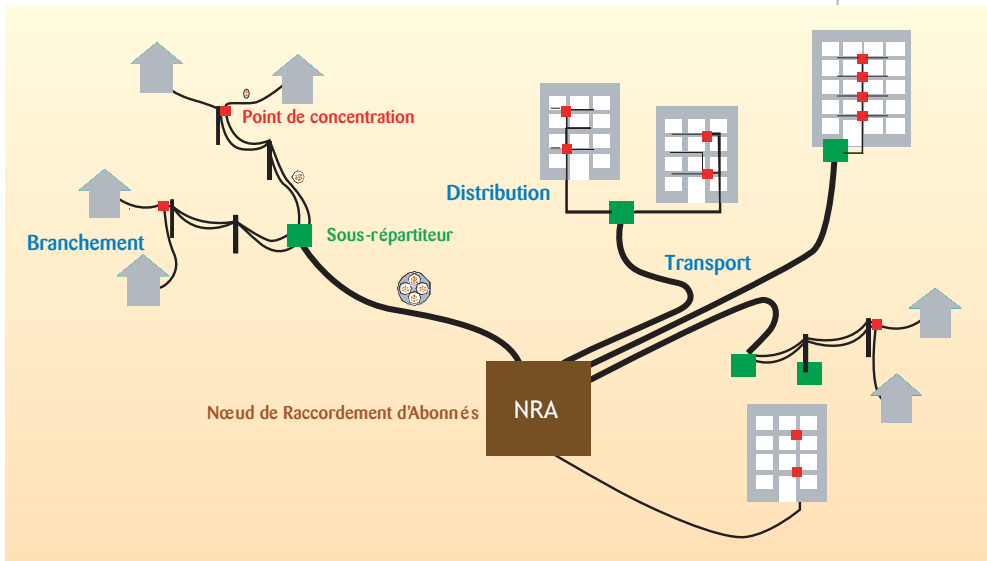 Point de concentration
Distribution
Branchement
Sous-répartiteur
Transport
Nœud de Raccordement d'Abonnés
NRA